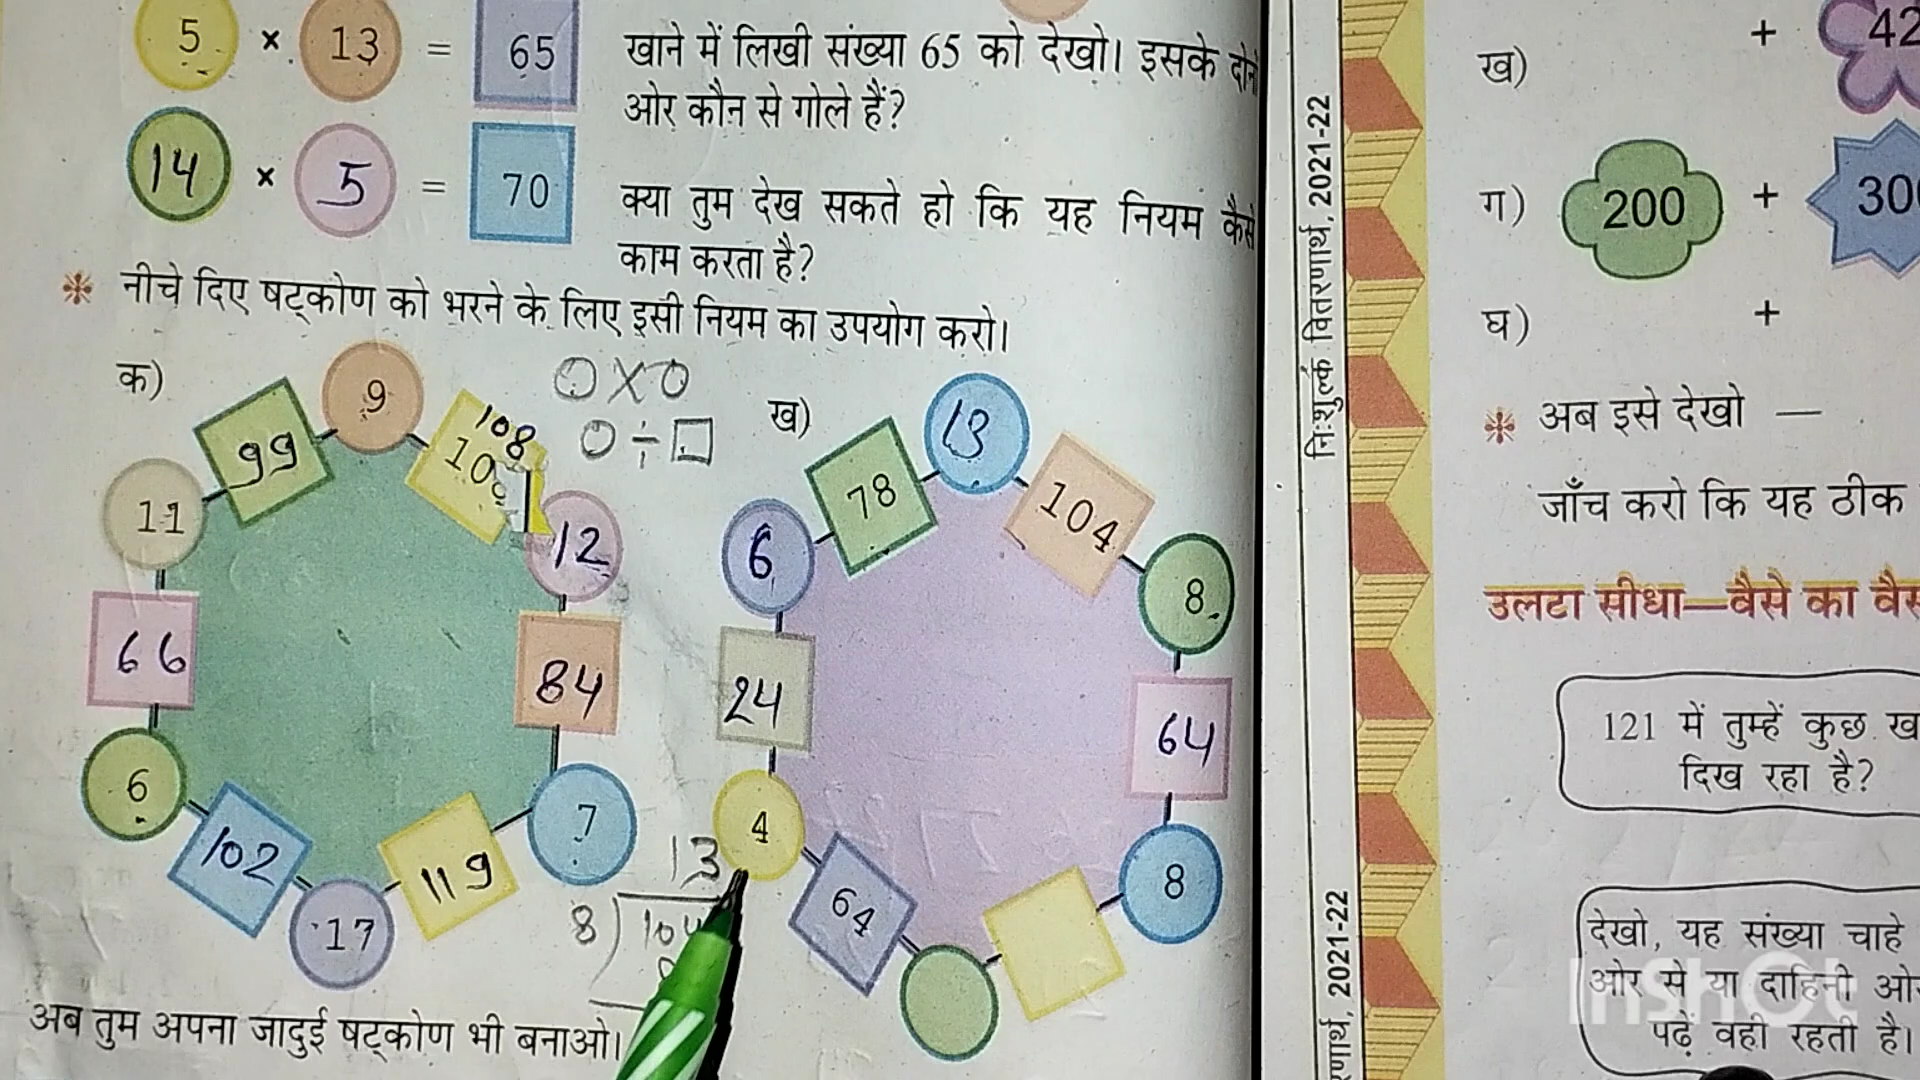 5 × 13 = 65
खाने में लिखी संख्या 65 को देखो। इसके
ओर कौन से गोले हैं?
14 × 5 = 70
क्या तुम देख सकते हो कि यह नियम कैसे
काम करता है?
नीचे दिए षट्कोण को भरने के लिए इसी नियम का उपयोग करो।
क)
9
99
108
10
11
12
66
84
6
7
102
119
17
○×○
○÷□
ख)
13
78
104
6
8
24
64
4
8
64
13
8
अब तुम अपना जादुई षट्कोण भी बनाओ।
नि:शुल्क वितरणार्थ, 2021-22
2021-22
ख) + 42
ग) 200 + 30
घ) +
अब इसे देखो —
जाँच करो कि यह ठीक
उलटा सीधा—वैसे का
121 में तुम्हें कुछ
दिख रहा है?
देखो, यह संख्या चाहे
ओर से या दाहिनी
पढ़ें वही रहती है।
InShOt